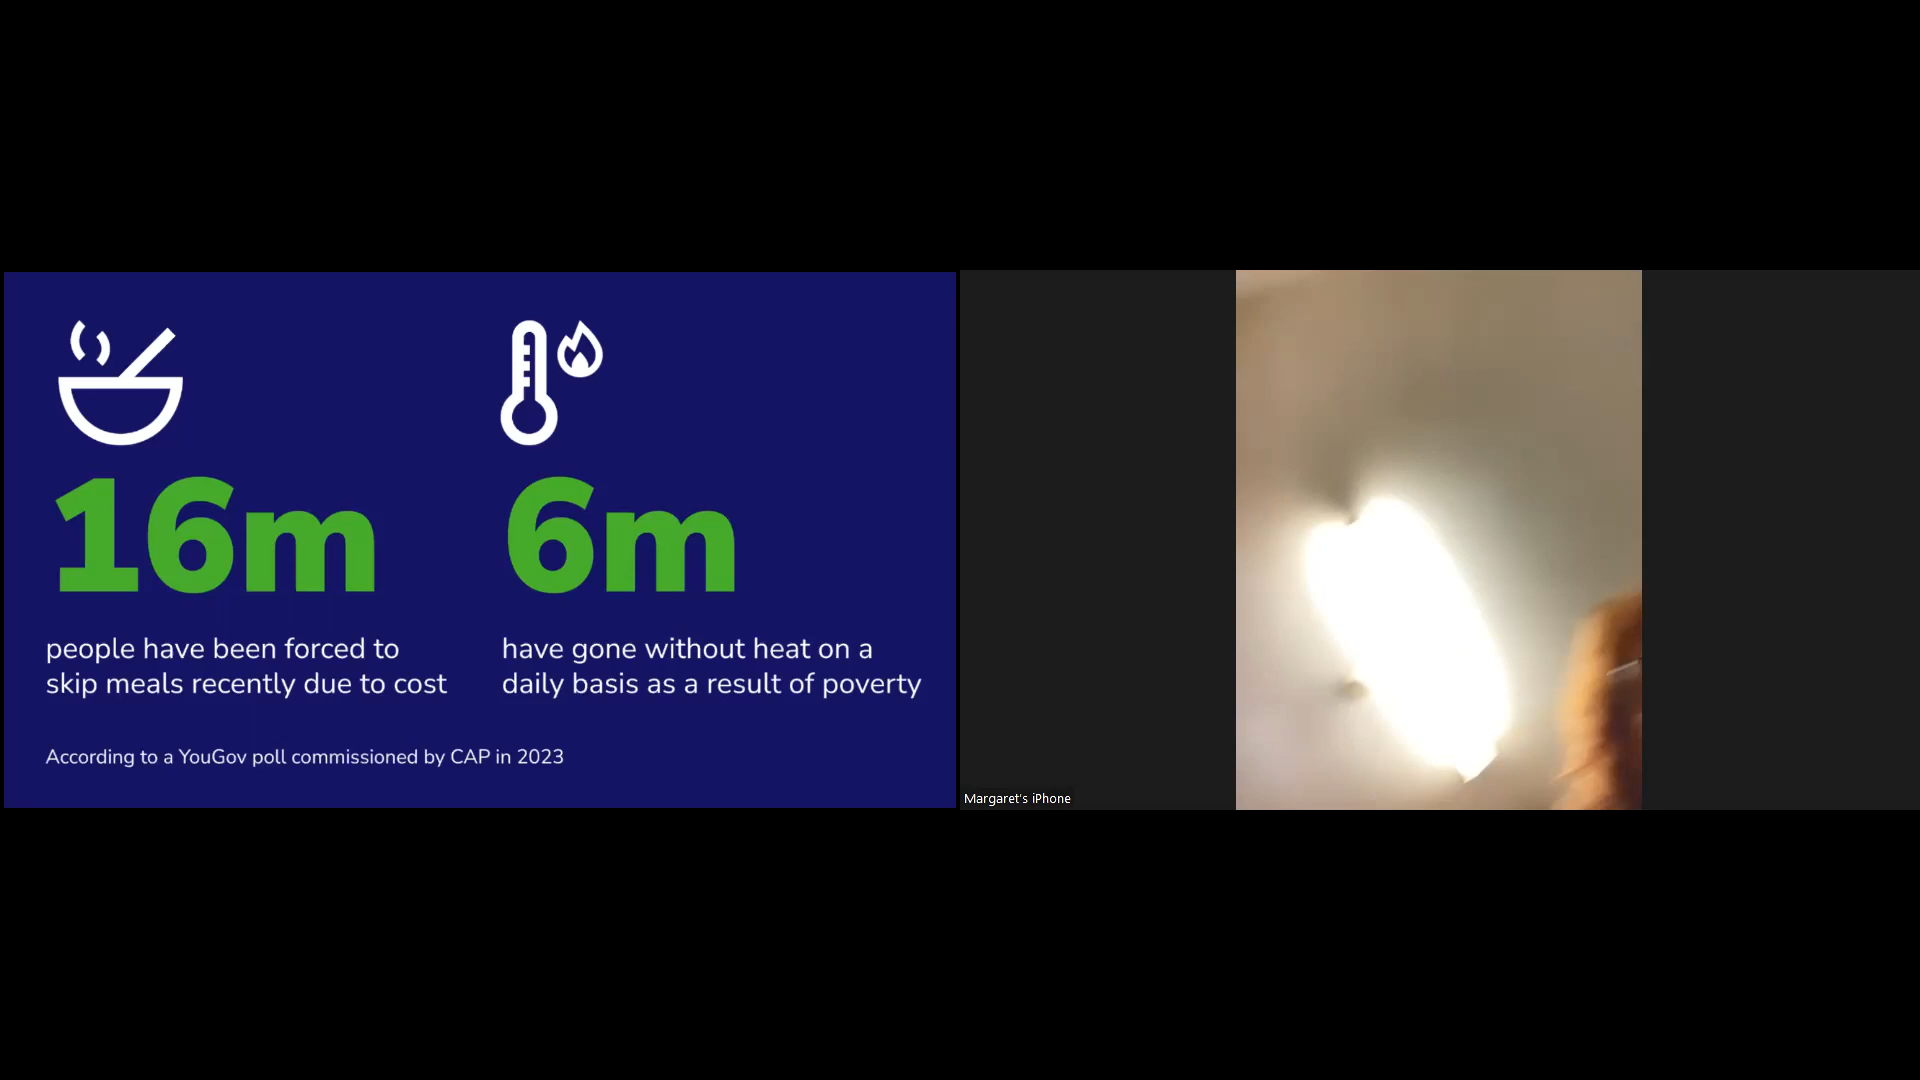 16m
people have been forced to
skip meals recently due to cost
6m
have gone without heat on a
daily basis as a result of poverty
According to a YouGov poll commissioned by CAP in 2023
Margaret's iPhone